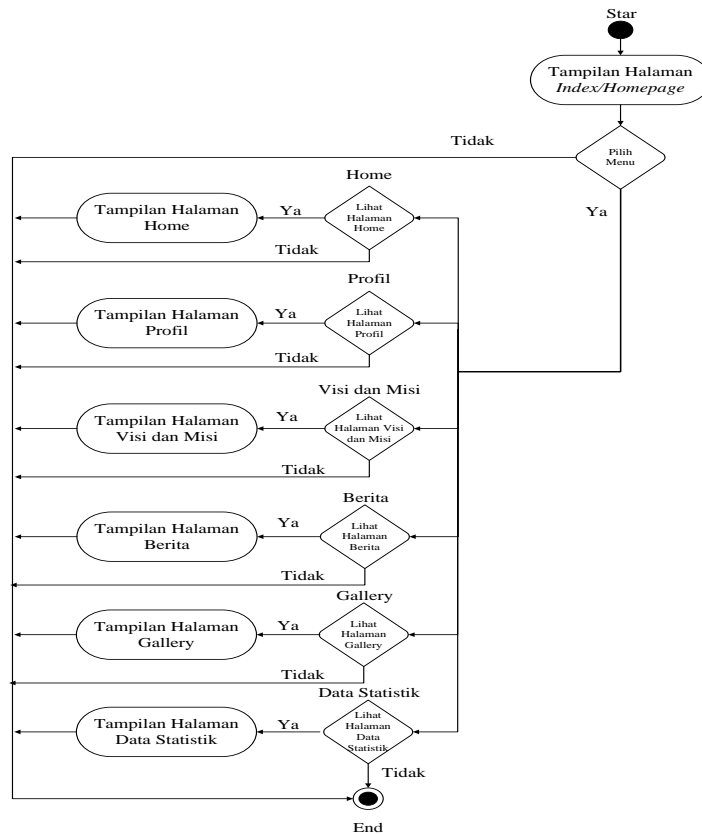 Star
Tampilan Halaman
Index/Homepage
Tidak
Pilih
Menu
Ya
Home
Tampilan Halaman
Home
Ya
Lihat
Halaman
Home
Tidak
Profil
Tampilan Halaman
Profil
Ya
Lihat
Halaman
Profil
Tidak
Visi dan Misi
Tampilan Halaman
Visi dan Misi
Ya
Lihat
Halaman Visi
dan Misi
Tidak
Berita
Tampilan Halaman
Berita
Ya
Lihat
Halaman
Berita
Tidak
Gallery
Tampilan Halaman
Gallery
Ya
Lihat
Halaman
Gallery
Tidak
Data Statistik
Tampilan Halaman
Data Statistik
Ya
Lihat
Halaman
Data
Statistik
Tidak
End